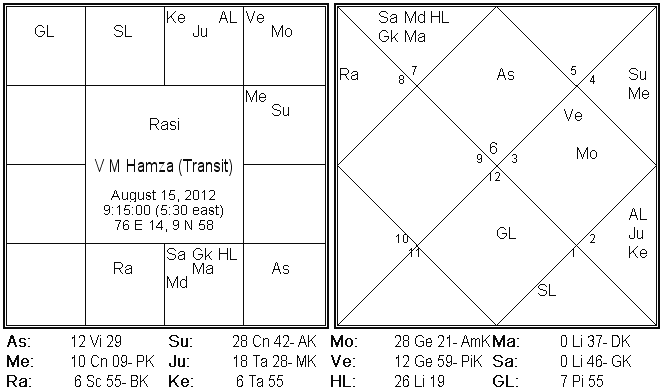 GL
SL
Ke AL
Ju
Ve
Mo
Me
Su
Rasi
V M Hamza (Transit)
August 15, 2012
9:15:00 (5:30 east)
76 E 14, 9 N 58
Ra
Sa Gk HL
Ma
Md
As
Sa Md HL
Gk Ma
Ra
8
7
As
5
4
Su
Me
Ve
Mo
6
9
3
12
10
11
GL
AL
Ju
Ke
2
1
SL
As: 12 Vi 29 Su: 28 Cn 42- AK Mo: 28 Ge 21- AmK Ma: 0 Li 37- DK
Me: 10 Cn 09- PK Ju: 18 Ta 28- MK Ve: 12 Ge 59- PiK Sa: 0 Li 46- GK
Ra: 6 Sc 55- BK Ke: 6 Ta 55 HL: 26 Li 19 GL: 7 Pi 55